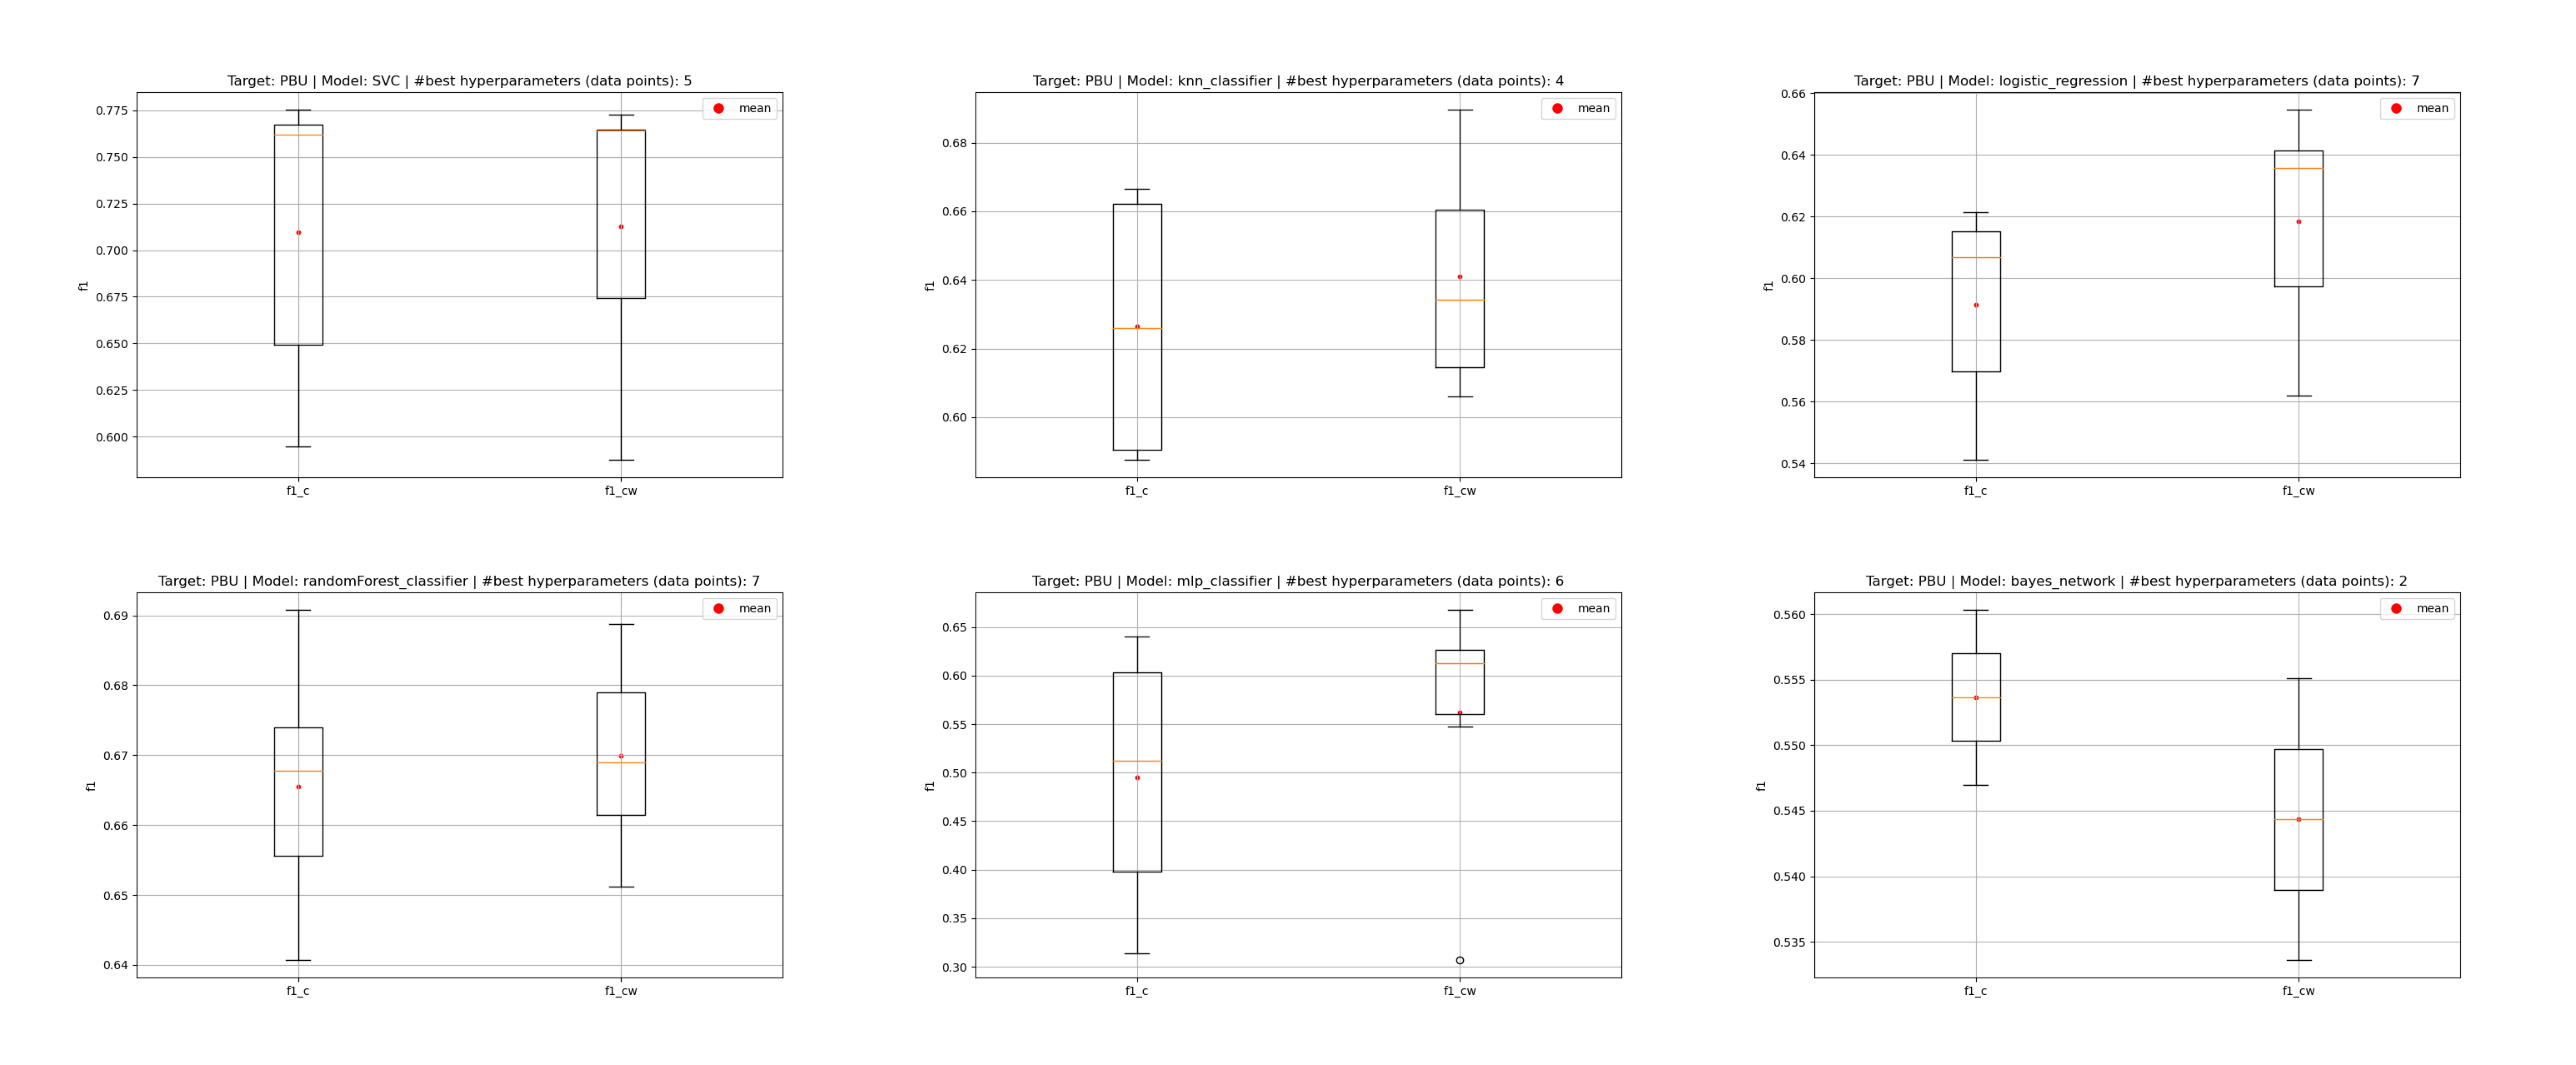 Target: PBU | Model: SVC | #best hyperparameters (data points): 5
mean
0.775
0.750
0.725
0.700
0.675
0.650
0.625
0.600
f1
f1_c f1_cw
Target: PBU | Model: knn_classifier | #best hyperparameters (data points): 4
mean
0.68
0.66
0.64
0.62
0.60
f1
f1_c f1_cw
Target: PBU | Model: logistic_regression | #best hyperparameters (data points): 7
mean
0.66
0.64
0.62
0.60
0.58
0.56
0.54
f1
f1_c f1_cw
Target: PBU | Model: randomForest_classifier | #best hyperparameters (data points): 7
mean
0.69
0.68
0.67
0.66
0.65
0.64
f1
f1_c f1_cw
Target: PBU | Model: mlp_classifier | #best hyperparameters (data points): 6
mean
0.65
0.60
0.55
0.50
0.45
0.40
0.35
0.30
f1
f1_c f1_cw
Target: PBU | Model: bayes_network | #best hyperparameters (data points): 2
mean
0.560
0.555
0.550
0.545
0.540
0.535
f1
f1_c f1_cw